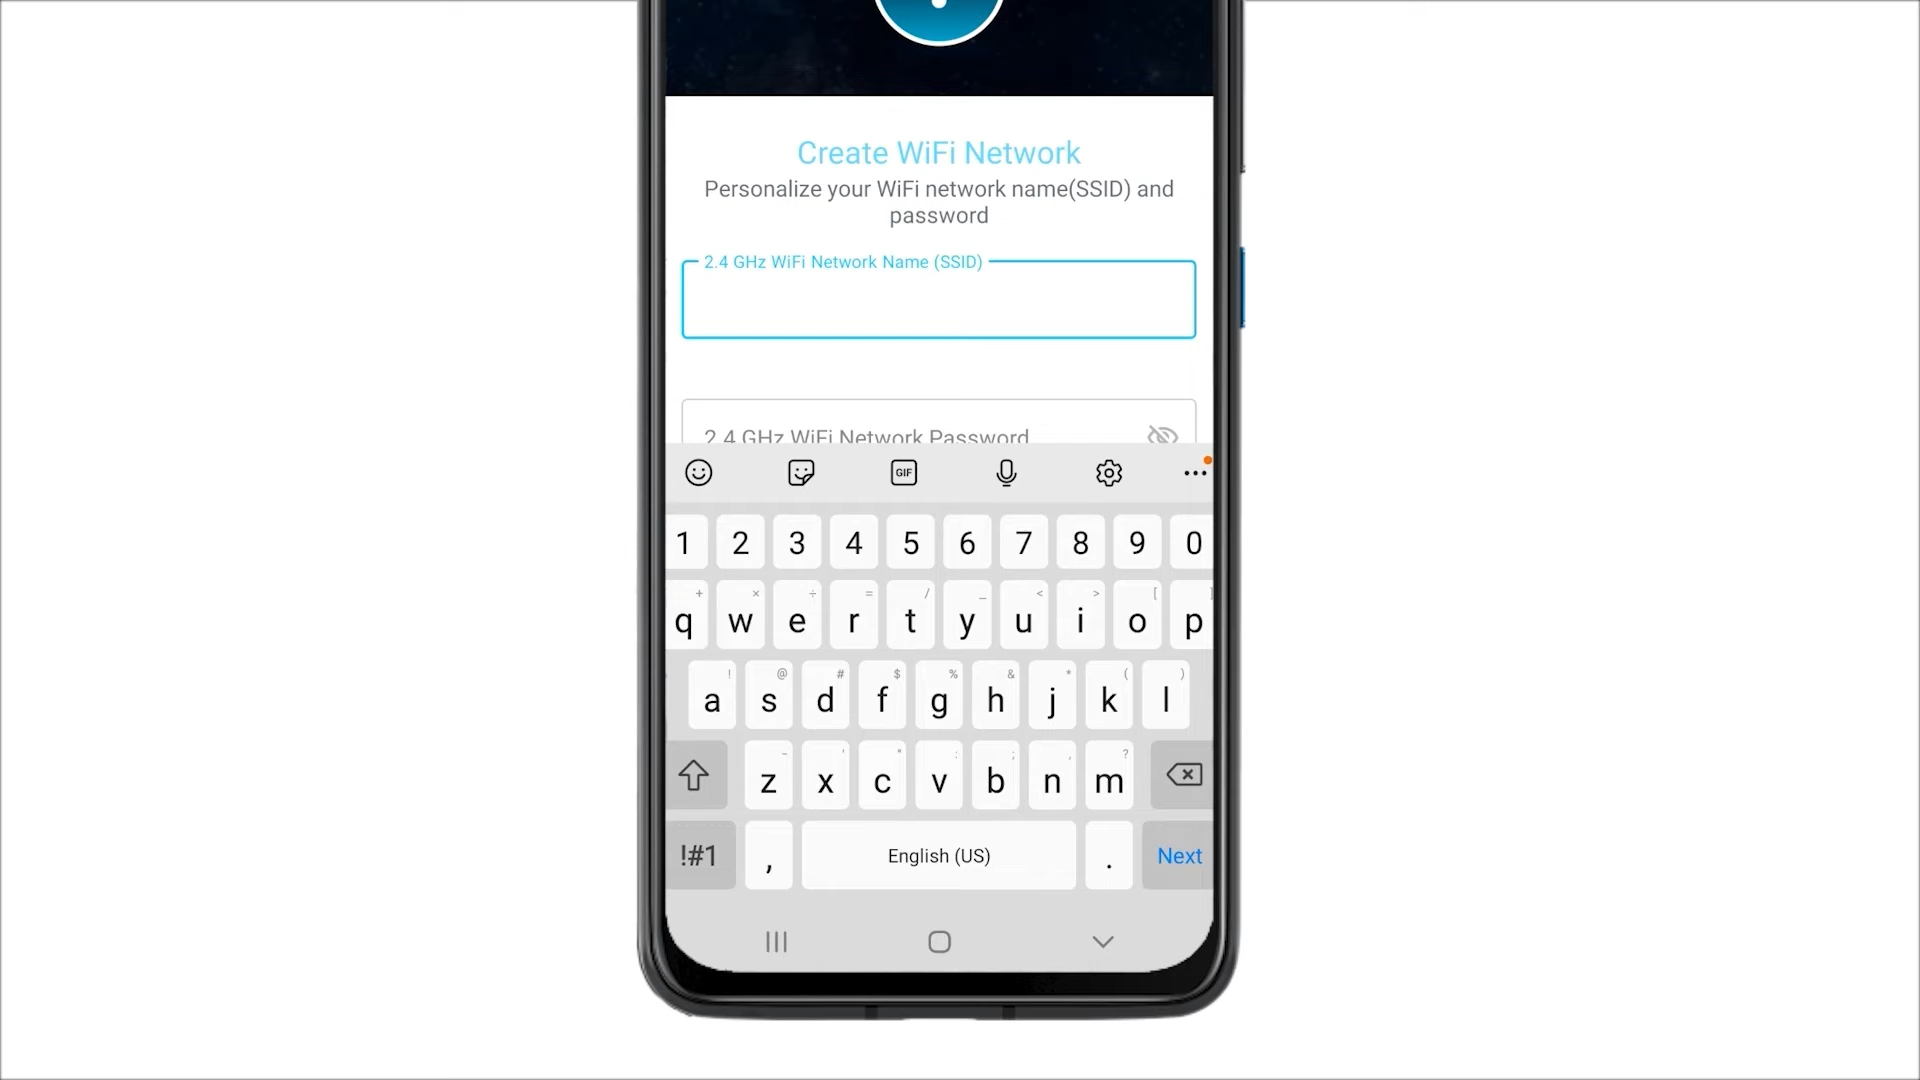 Create WiFi Network
Personalize your WiFi network name(SSID) and
password
2.4 GHz WiFi Network Name (SSID)
2.4 GHz WiFi Network Password
GIF
1 2 3 4 5 6 7 8 9 0
+ × ÷ = / _ < > [ ]
q w e r t y u i o p
! @ # $ % & * ( )
a s d f g h j k l
- ' " : ; , ?
z x c v b n m
!#1 , English (US) . Next